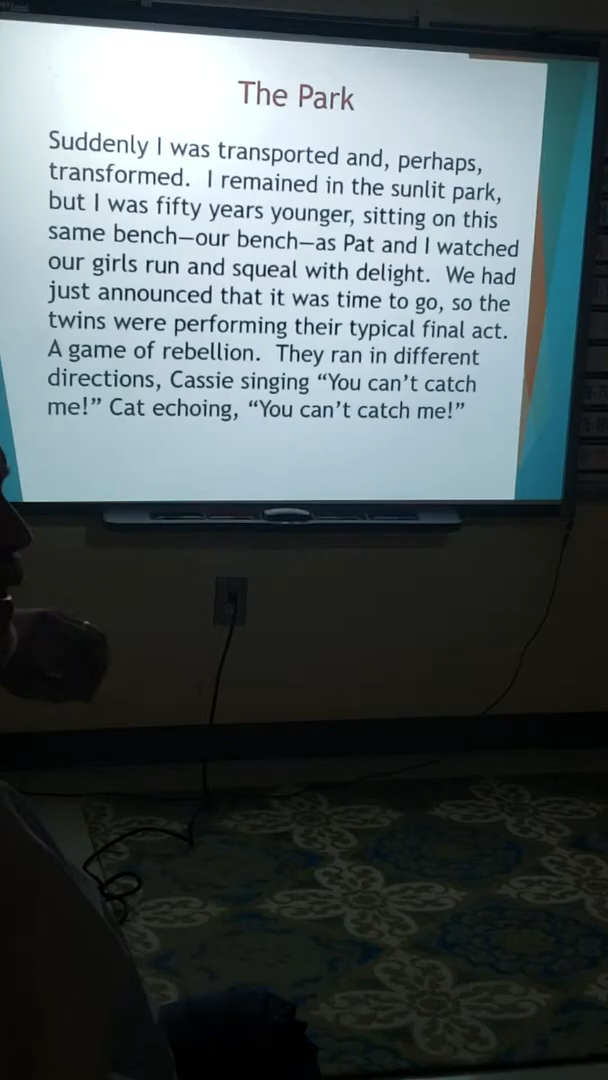 The Park
Suddenly I was transported and, perhaps,
transformed.  I remained in the sunlit park,
but I was fifty years younger, sitting on this
same bench—our bench—as Pat and I watched
our girls run and squeal with delight.  We had
just announced that it was time to go, so the
twins were performing their typical final act.
A game of rebellion.  They ran in different
directions, Cassie singing “You can’t catch
me!” Cat echoing, “You can’t catch me!”